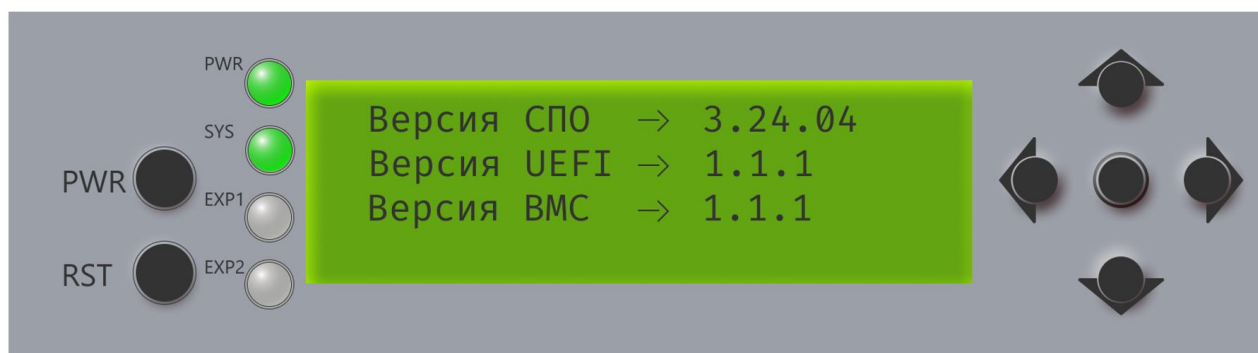 PWR
SYS
PWR
EXP1
RST
EXP2
Версия СПО → 3.24.04
Версия UEFI → 1.1.1
Версия BMC → 1.1.1